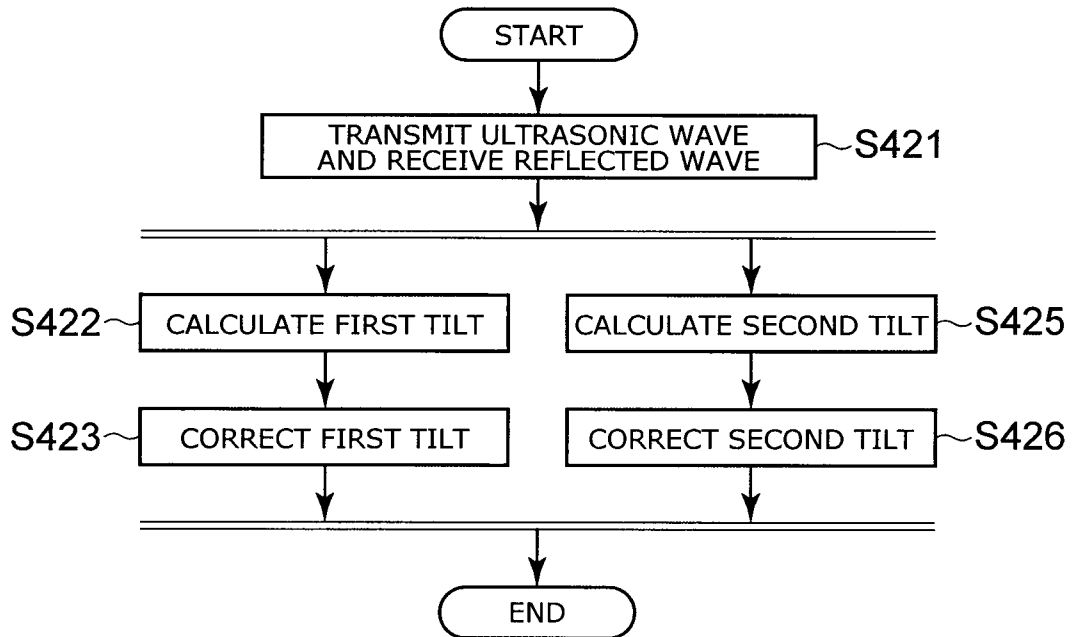 START
TRANSMIT ULTRASONIC WAVE
AND RECEIVE REFLECTED WAVE
S421
S422
CALCULATE FIRST TILT
CALCULATE SECOND TILT
S425
S423
CORRECT FIRST TILT
CORRECT SECOND TILT
S426
END